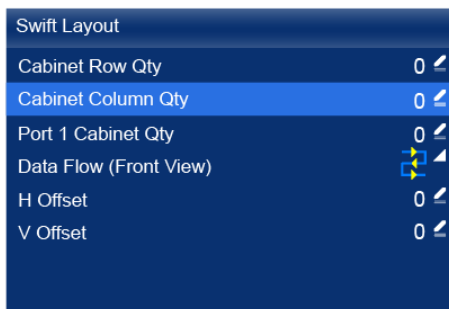 Swift Layout
Cabinet Row Qty 0
Cabinet Column Qty 0
Port 1 Cabinet Qty 0
Data Flow (Front View)
H Offset 0
V Offset 0